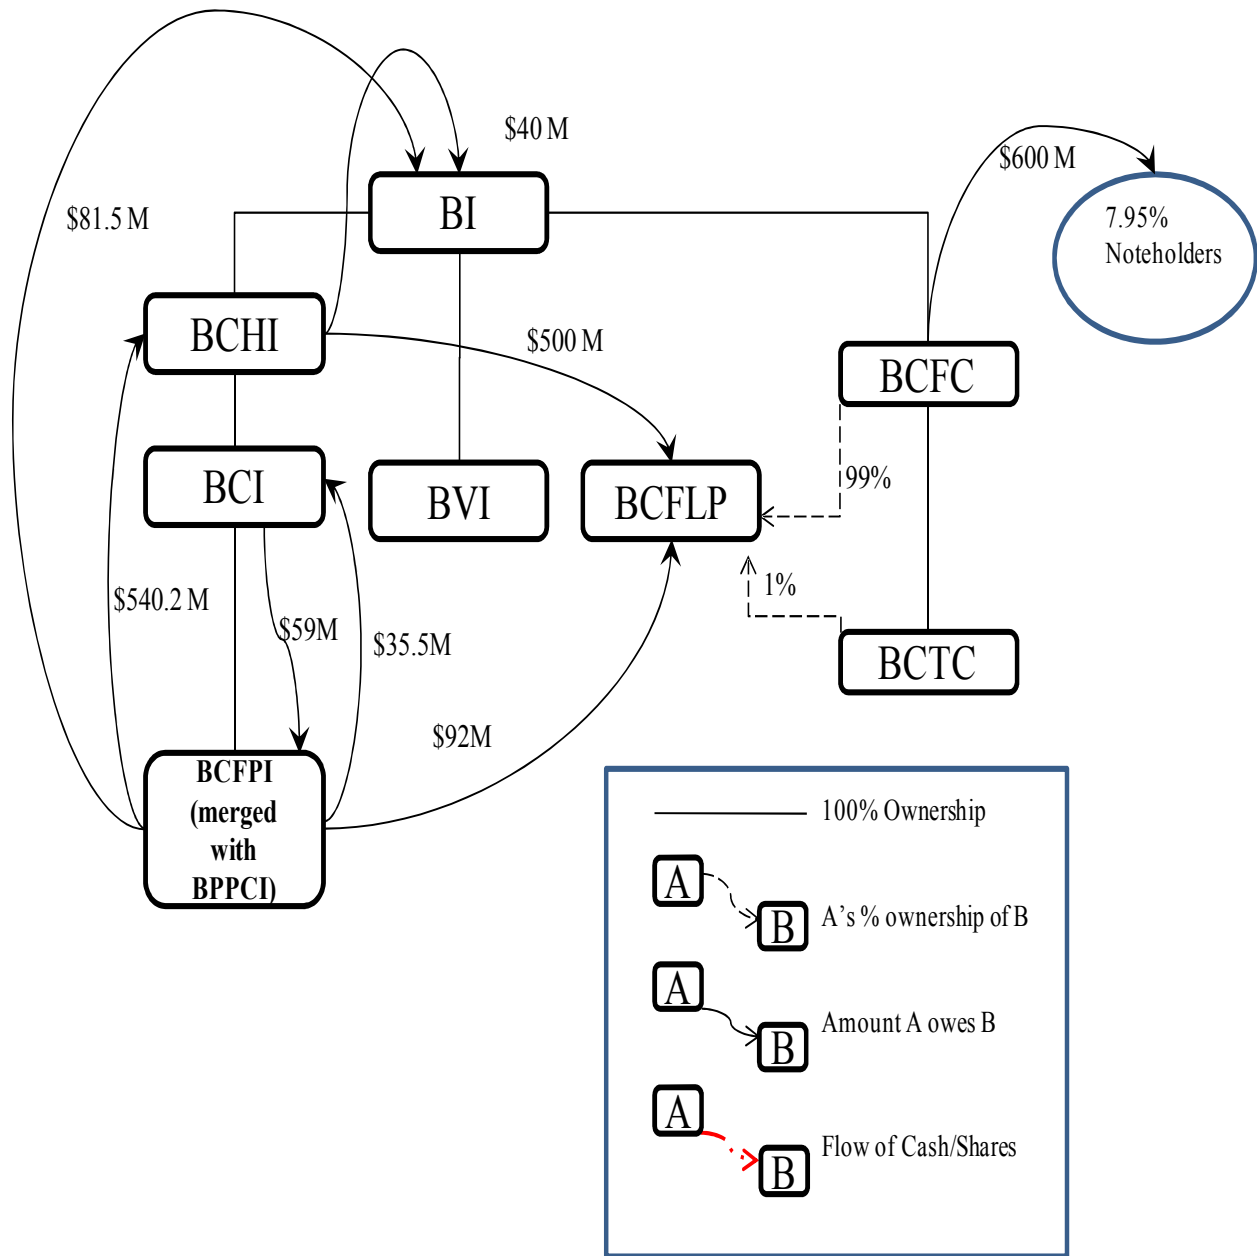 $40 M
$600 M
$81.5 M
BI
7.95%
Noteholders
BCHI
$500 M
BCFC
BCI
BVI
BCFLP
99%
$540.2 M
$59M
$35.5M
1%
BCTC
$92M
BCFPI
(merged
with
BPPCI)
100% Ownership
A
B
A's % ownership of B
A
B
Amount A owes B
A
B
Flow of Cash/Shares